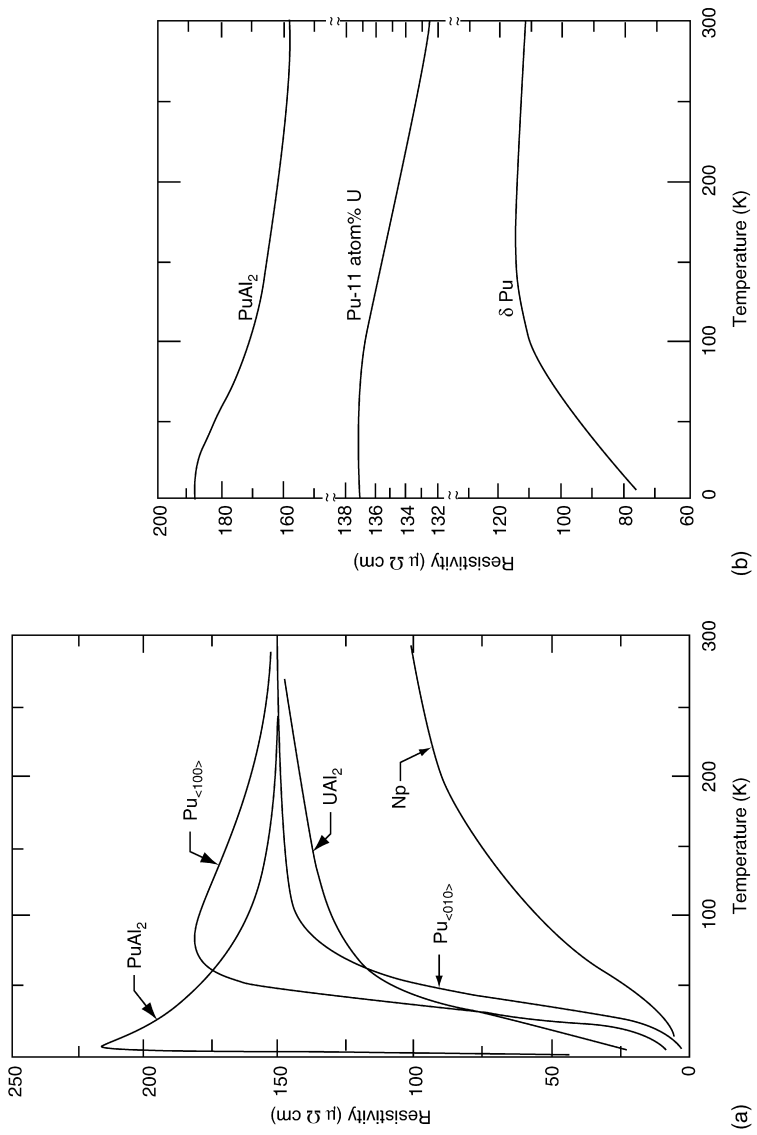 (a)
250
200
150
100
50
0
Resistivity (μ Ω cm)
100
200
300
Temperature (K)
PuAl2
Pu<100>
UAl2
Pu<010>
Np
(b)
200
180
160
138
136
134
132
120
100
80
60
Resistivity (μ Ω cm)
0
100
200
300
Temperature (K)
PuAl2
Pu-11 atom% U
δ Pu